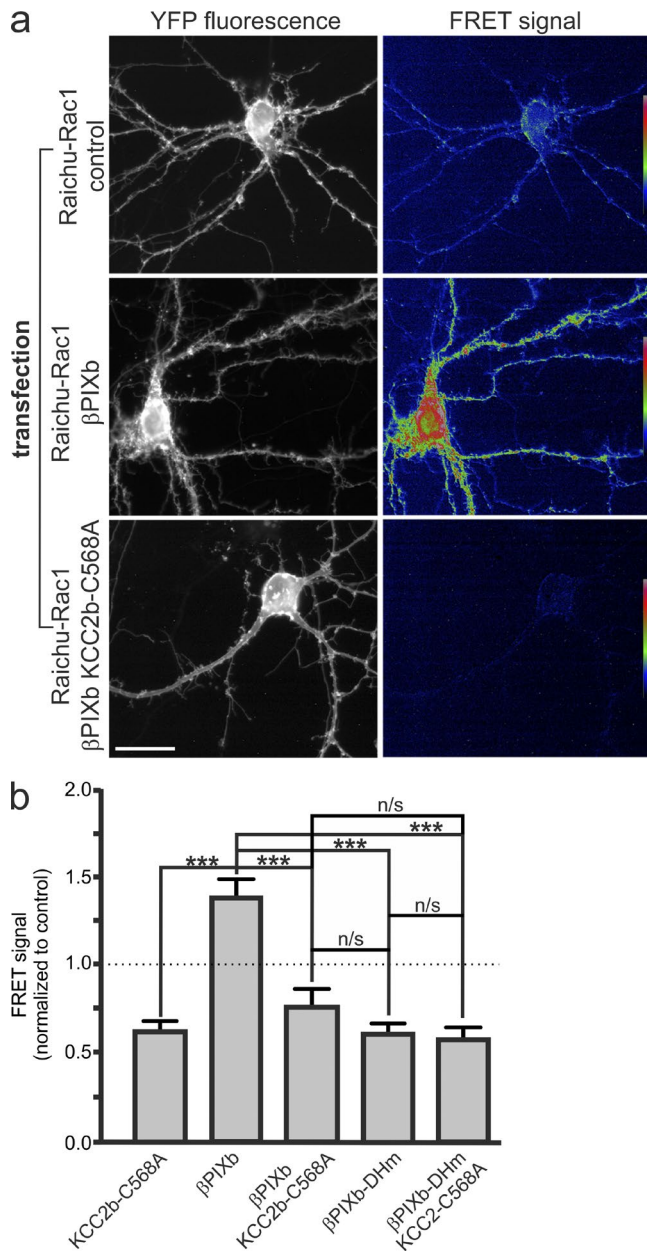 a
YFP fluorescence
FRET signal
transfection
Raichu-Rac1
control
Raichu-Rac1
βPIXb
Raichu-Rac1
βPIXb KCC2b-C568A
b
FRET signal
(normalized to control)
2.0
1.5
1.0
0.5
0.0
n/s
***
***
***
***
n/s
n/s
KCC2b-C568A
βPIXb
βPIXb
KCC2b-C568A
βPIXb-DHm
βPIXb-DHm
KCC2-C568A